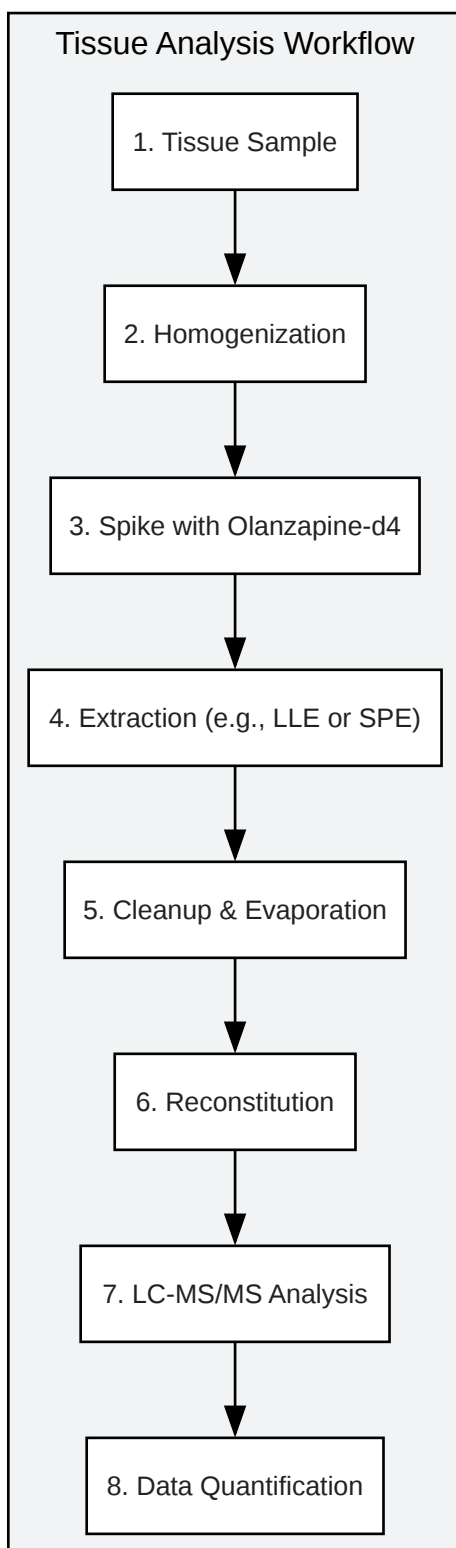 Tissue Analysis Workflow
1. Tissue Sample
2. Homogenization
3. Spike with Olanzapine-d4
4. Extraction (e.g., LLE or SPE)
5. Cleanup & Evaporation
6. Reconstitution
7. LC-MS/MS Analysis
8. Data Quantification